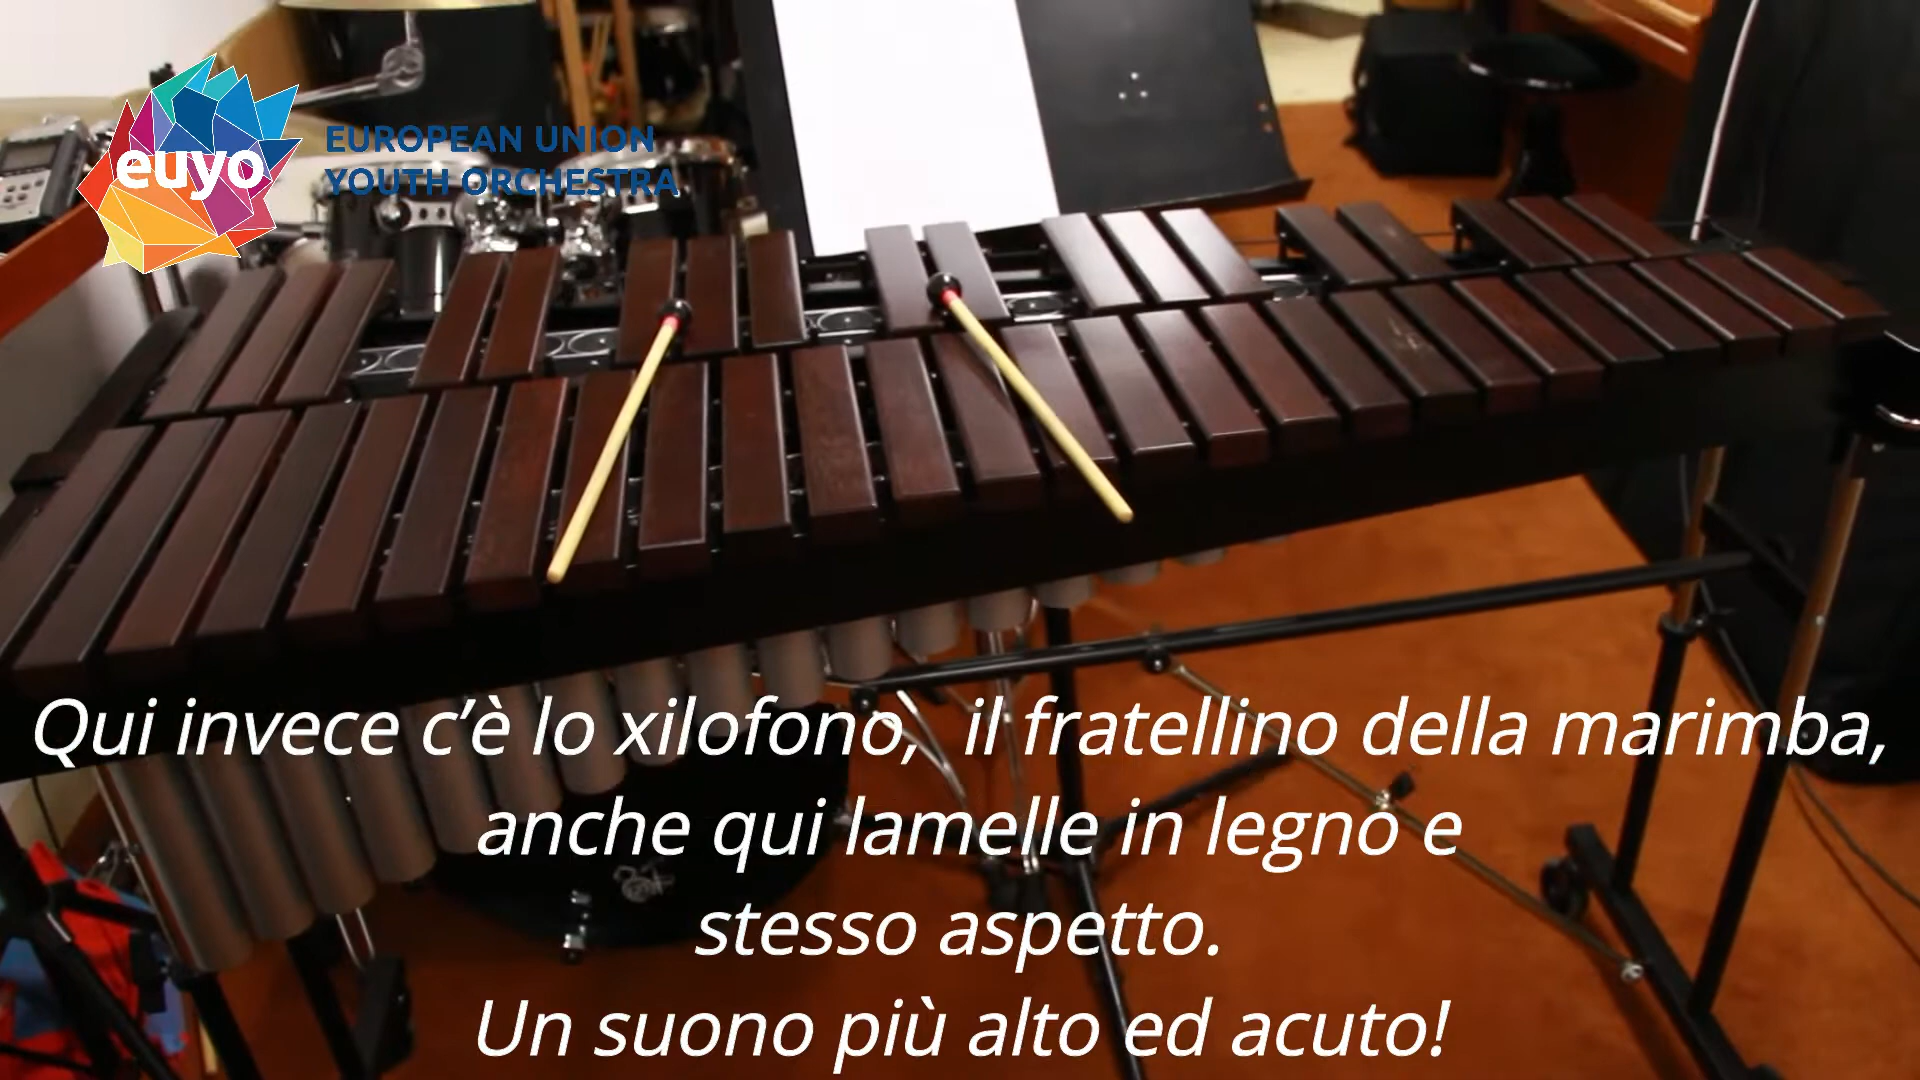 euyo
EUROPEAN UNION
YOUTH ORCHESTRA
Qui invece c’è lo xilofono, il fratellino della marimba,
anche qui lamelle in legno e
stesso aspetto.
Un suono più alto ed acuto!